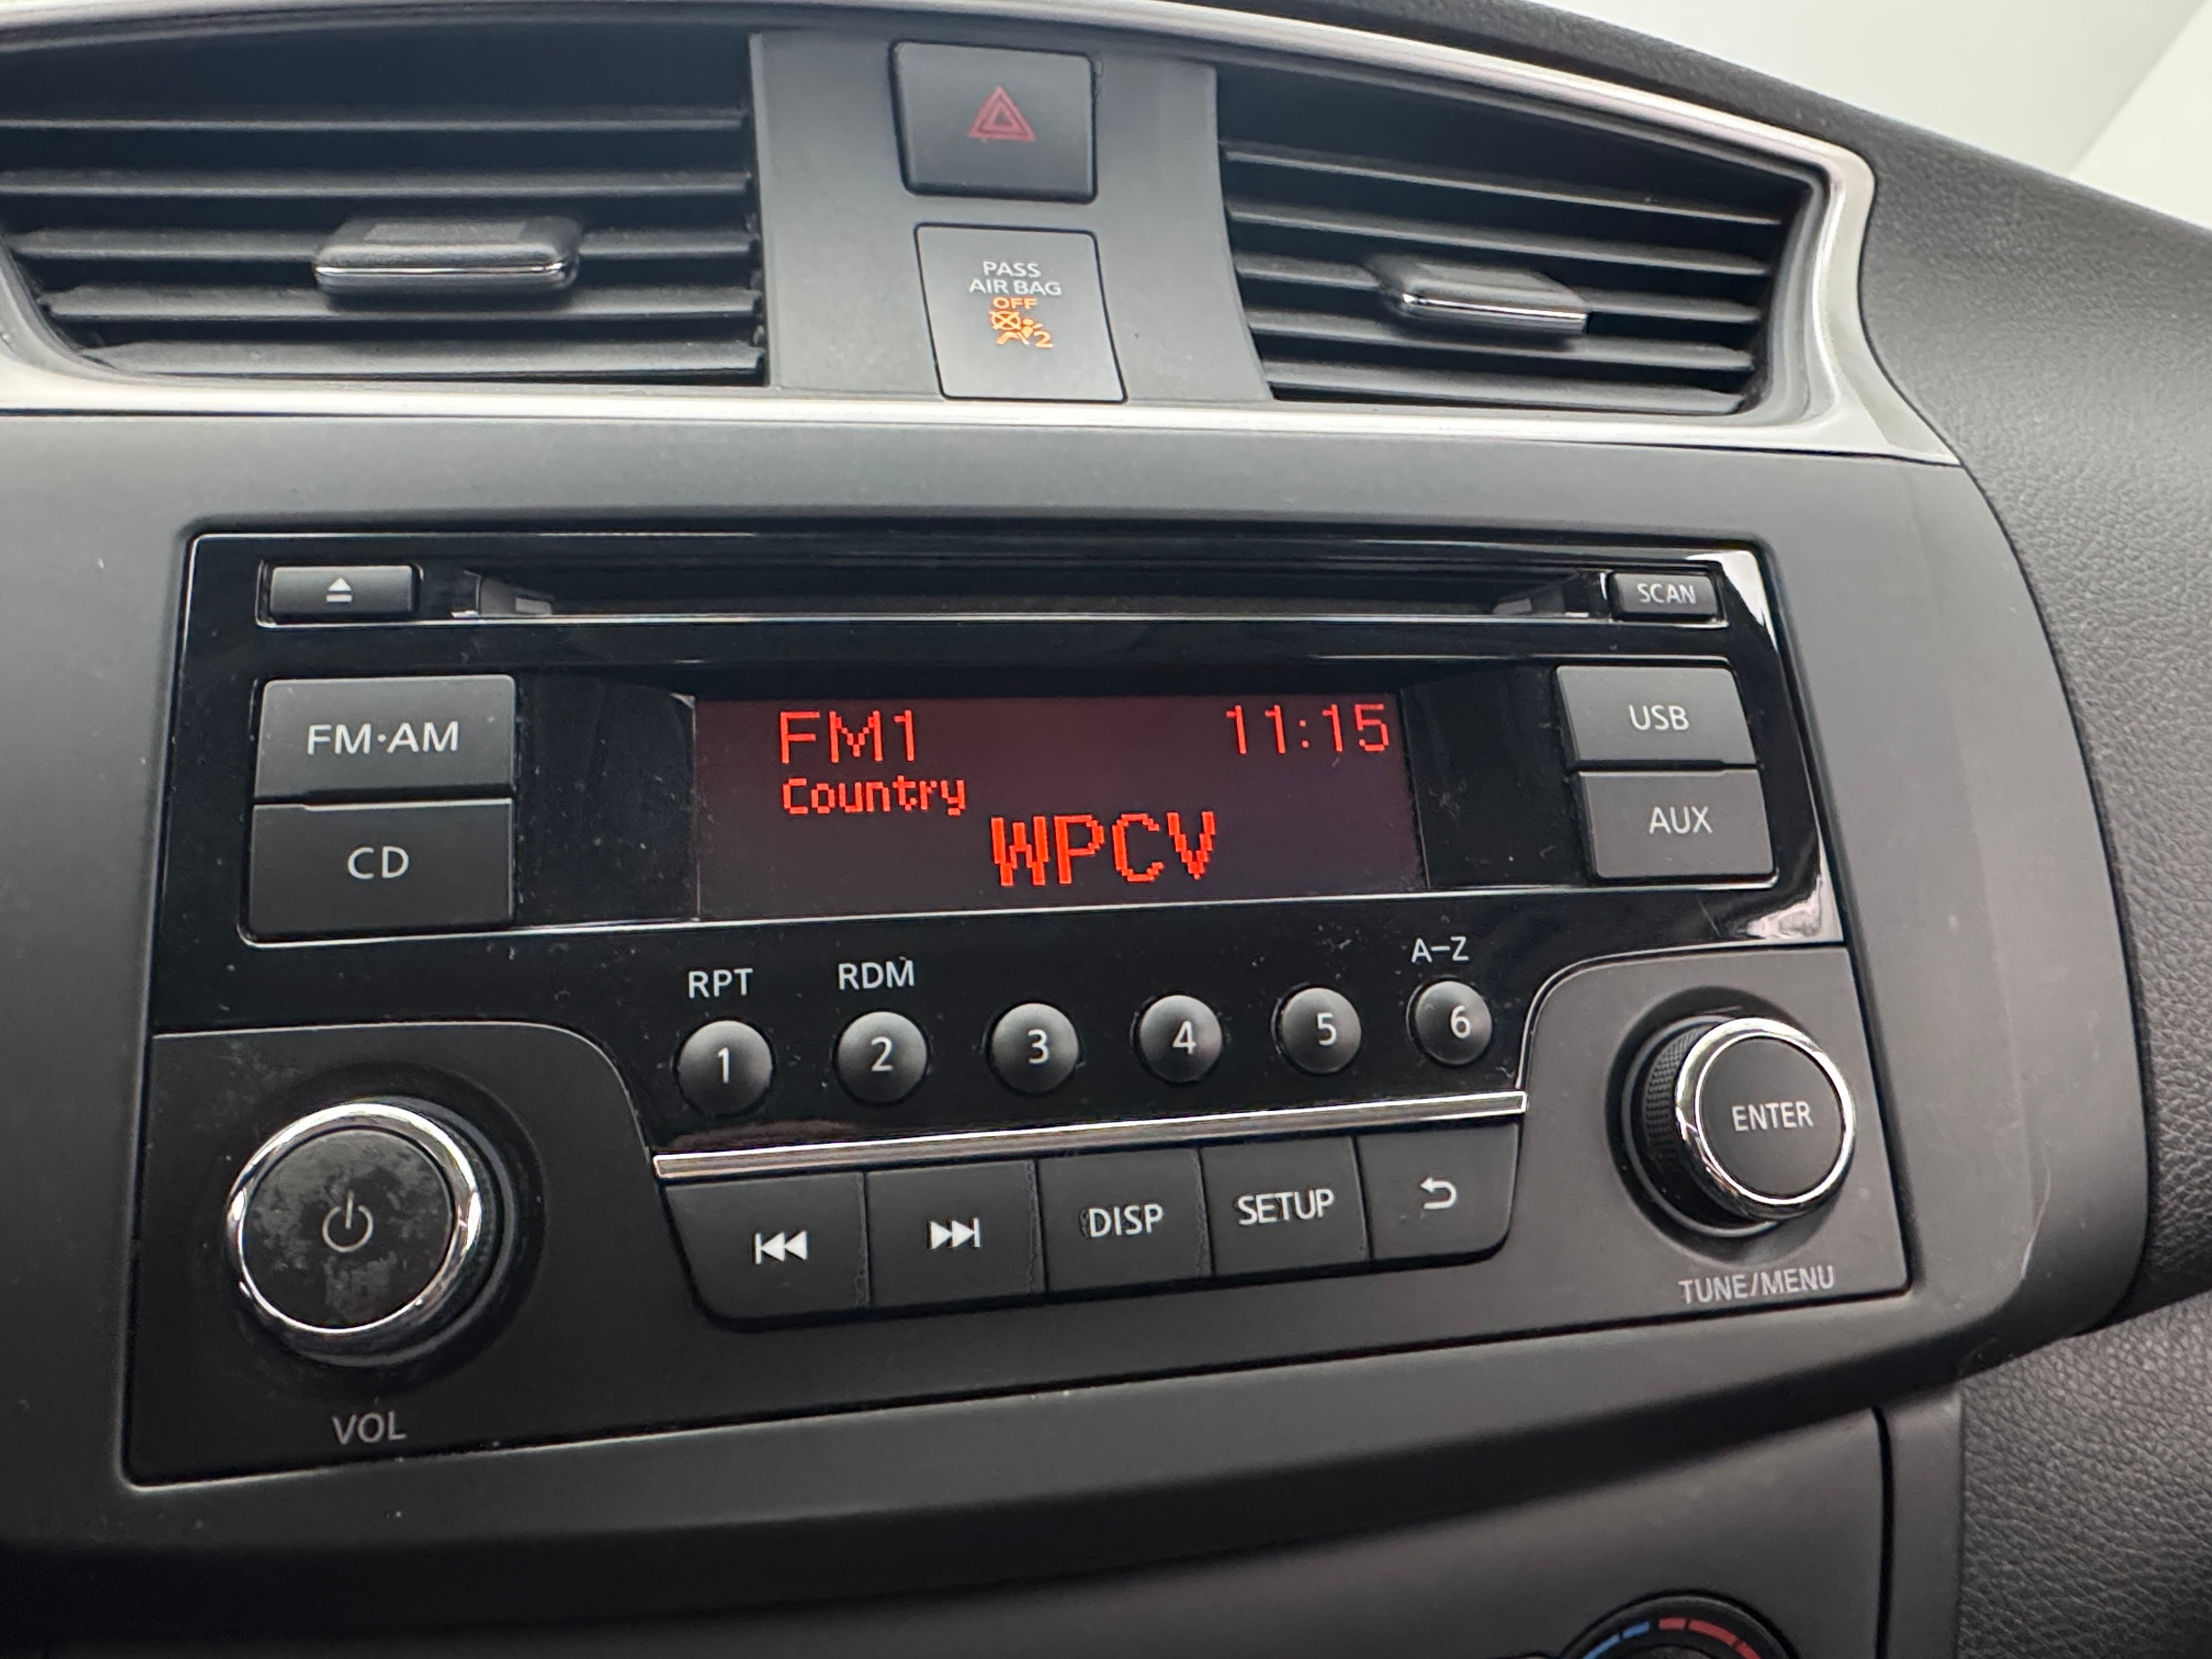 PASS
AIR BAG
OFF
2
SCAN
FM·AM
FM1 11:15
USB
Country
AUX
CD
WPCV
RPT RDM A-Z
1 2 3 4 5 6
ENTER
DISP SETUP
TUNE/MENU
VOL